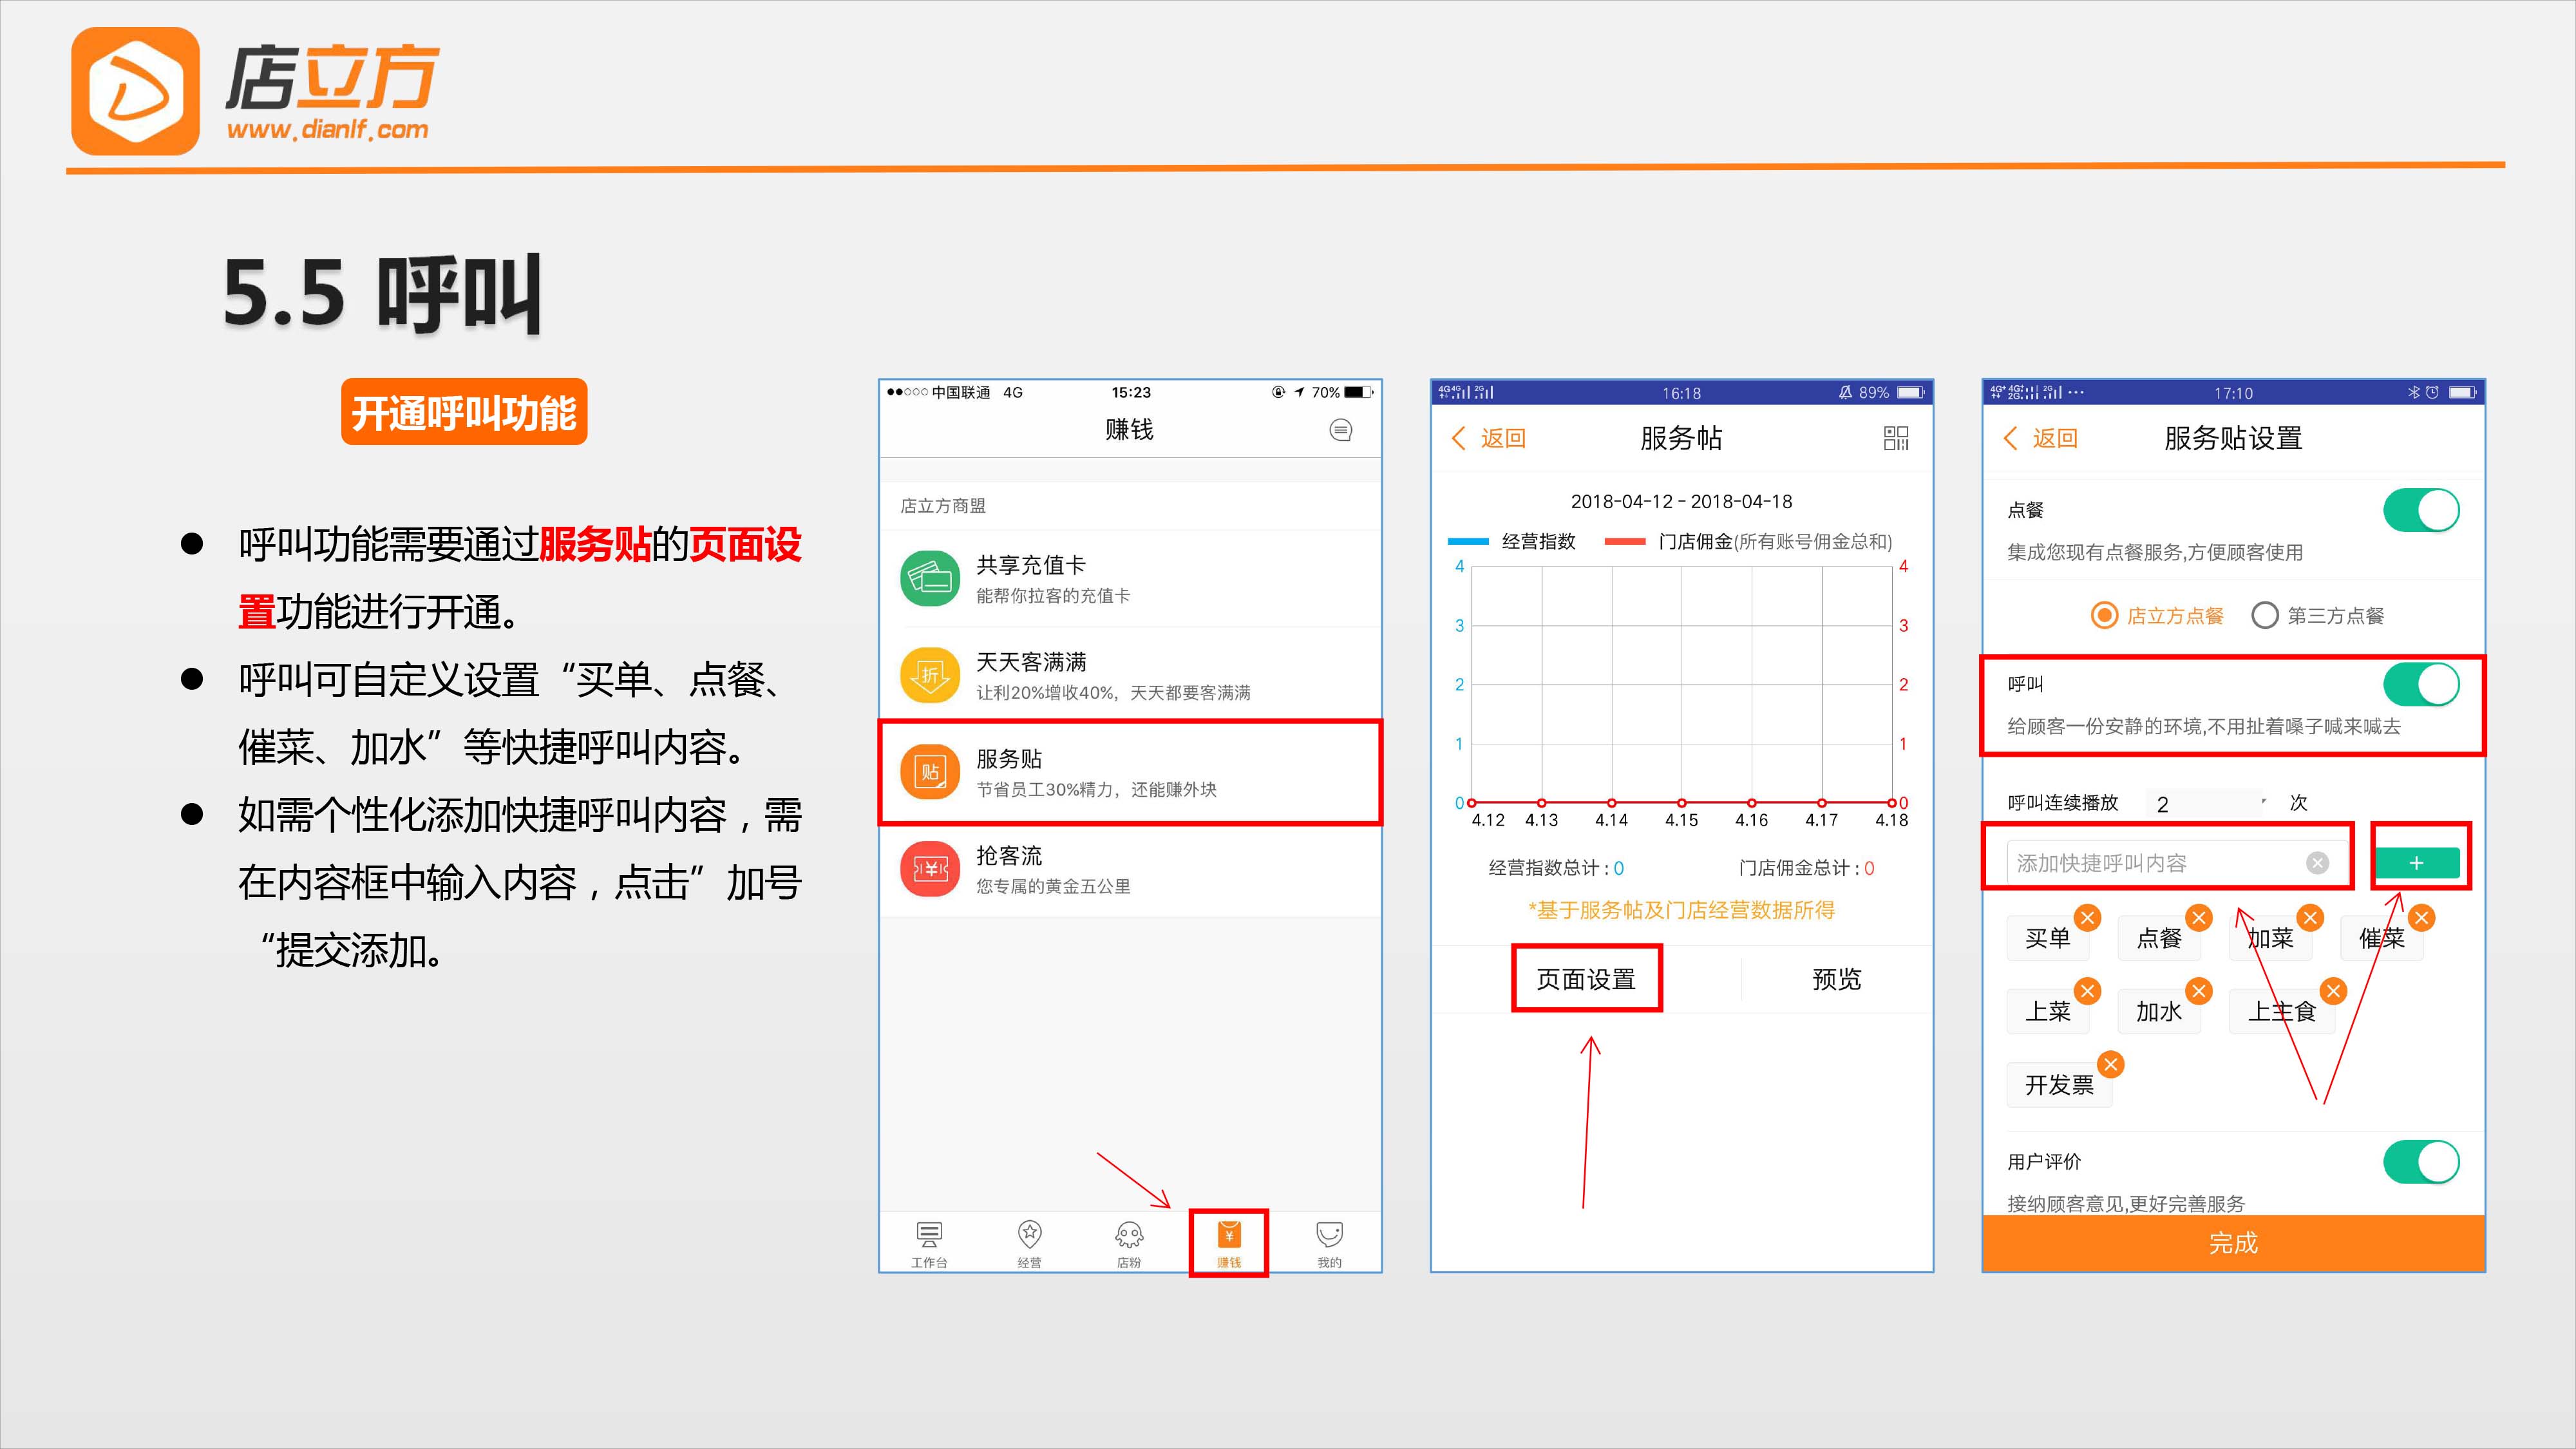 店立方
www.dianlf.com
5.5 呼叫
开通呼叫功能
● 呼叫功能需要通过服务贴的页面设
置功能进行开通。
● 呼叫可自定义设置“买单、点餐、
催菜、加水”等快捷呼叫内容。
● 如需个性化添加快捷呼叫内容，需
在内容框中输入内容，点击”加号
“提交添加。
中国联通 4G 15:23 70%
赚钱
店立方商盟
共享充值卡
能帮你拉客的充值卡
折
天天客满满
让利20%增收40%，天天都要客满满
贴
服务贴
节省员工30%精力，还能赚外块
¥
抢客流
您专属的黄金五公里
¥
工作台 经营 店粉 赚钱 我的
4G 4G 2G 16:18 89%
返回 服务帖
2018-04-12 - 2018-04-18
经营指数 门店佣金(所有账号佣金总和)
4 4
3 3
2 2
1 1
0 0
4.12 4.13 4.14 4.15 4.16 4.17 4.18
经营指数总计：0 门店佣金总计：0
*基于服务帖及门店经营数据所得
页面设置 预览
17:10
返回 服务贴设置
点餐
集成您现有点餐服务,方便顾客使用
店立方点餐 第三方点餐
呼叫
给顾客一份安静的环境,不用扯着嗓子喊来喊去
呼叫连续播放 2 次
添加快捷呼叫内容 +
买单 点餐 加菜 催菜
上菜 加水 上主食
开发票
用户评价
接纳顾客意见,更好完善服务
完成